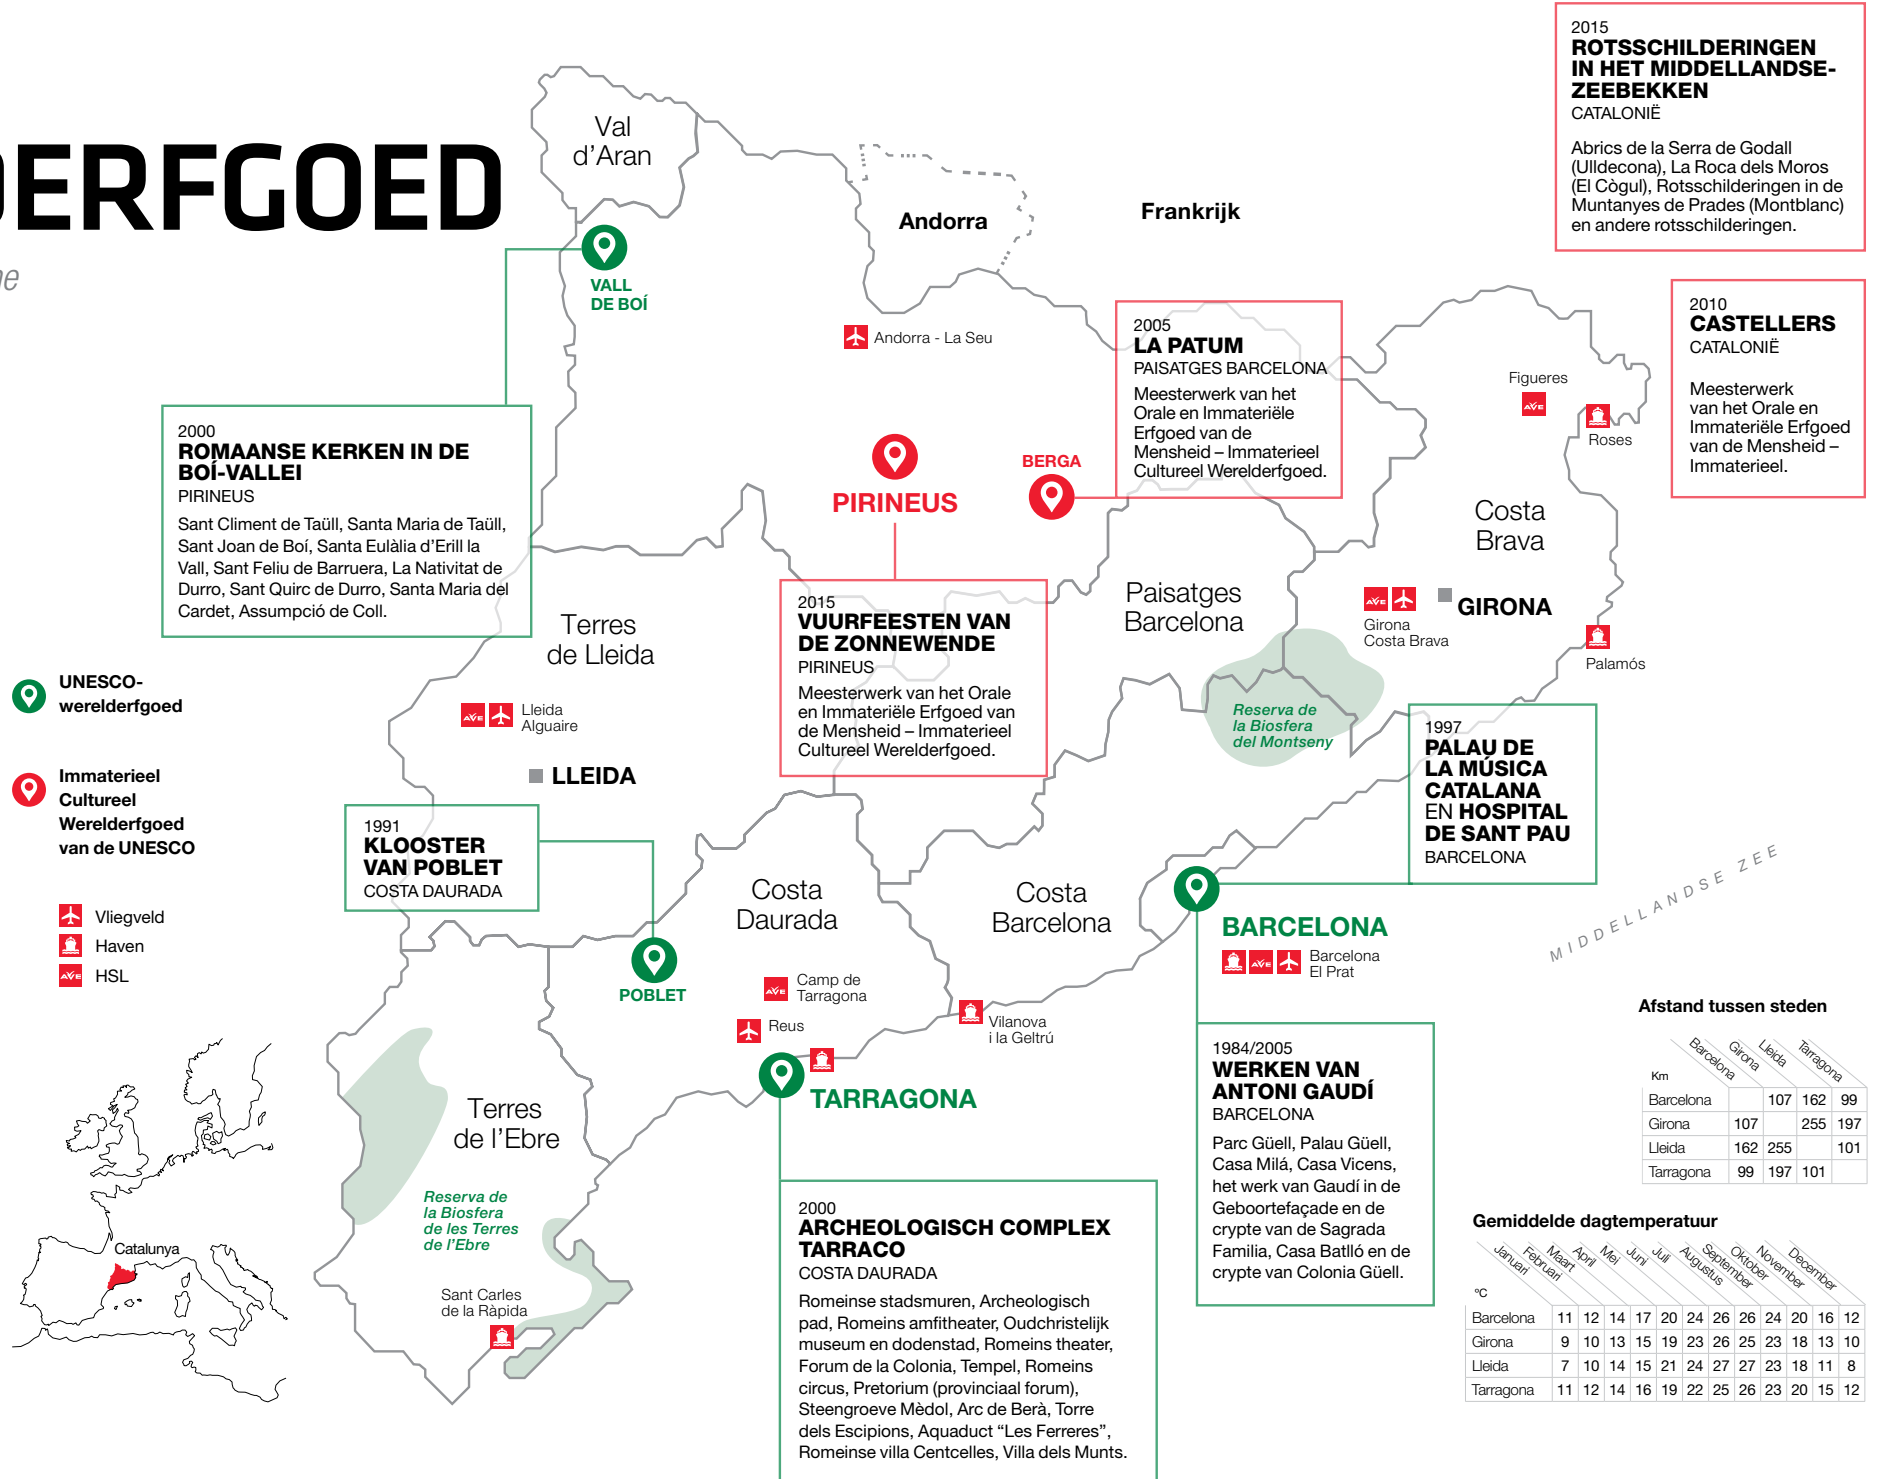 DERFGOED
Val
d'Aran
Andorra
Frankrijk
2015
ROTSSCHILDERINGEN
IN HET MIDDELLANDSE-
ZEEBEKKEN
CATALONIË
Abrics de la Serra de Godall
(Ulldecona), La Roca dels Moros
(El Cògul), Rotsschilderingen in de
Muntanyes de Prades (Montblanc)
en andere rotsschilderingen.
VALL
DE BOÍ
Andorra - La Seu
2005
LA PATUM
PAISATGES BARCELONA
Meesterwerk van het
Orale en Immateriële
Erfgoed van de
Mensheid – Immaterieel
Cultureel Werelderfgoed.
2010
CASTELLERS
CATALONIË
Meesterwerk
van het Orale en
Immateriële Erfgoed
van de Mensheid –
Immaterieel.
Figueres
AVE
Roses
2000
ROMAANSE KERKEN IN DE
BOÍ-VALLEI
PIRINEUS
Sant Climent de Taüll, Santa Maria de Taüll,
Sant Joan de Boí, Santa Eulàlia d'Erill la
Vall, Sant Feliu de Barruera, La Nativitat de
Durro, Sant Quirc de Durro, Santa Maria del
Cardet, Assumpció de Coll.
PIRINEUS
BERGA
Costa
Brava
Terres
de Lleida
2015
VUURFEESTEN VAN
DE ZONNEWENDE
PIRINEUS
Meesterwerk van het Orale
en Immateriële Erfgoed van
de Mensheid – Immaterieel
Cultureel Werelderfgoed.
Paisatges
Barcelona
AVE
Girona
Costa Brava
GIRONA
Palamós
UNESCO-
werelderfgoed
Immaterieel
Cultureel
Werelderfgoed
van de UNESCO
Vliegveld
Haven
AVE
HSL
AVE
Lleida
Alguaire
LLEIDA
Reserva de
la Biosfera
del Montseny
1997
PALAU DE
LA MÚSICA
CATALANA
EN HOSPITAL
DE SANT PAU
BARCELONA
1991
KLOOSTER
VAN POBLET
COSTA DAURADA
Costa
Daurada
Costa
Barcelona
BARCELONA
AVE
Barcelona
El Prat
MIDDELLANDSE ZEE
POBLET
AVE
Camp de
Tarragona
Reus
Vilanova
i la Geltrú
TARRAGONA
Terres
de l'Ebre
Reserva de
la Biosfera
de les Terres
de l'Ebre
Sant Carles
de la Ràpida
Catalunya
2000
ARCHEOLOGISCH COMPLEX
TARRACO
COSTA DAURADA
Romeinse stadsmuren, Archeologisch
pad, Romeins amfitheater, Oudchristelijk
museum en dodenstad, Romeins theater,
Forum de la Colonia, Tempel, Romeins
circus, Pretorium (provinciaal forum),
Steengroeve Mèdol, Arc de Berà, Torre
dels Escipions, Aquaduct “Les Ferreres”,
Romeinse villa Centcelles, Villa dels Munts.
1984/2005
WERKEN VAN
ANTONI GAUDÍ
BARCELONA
Parc Güell, Palau Güell,
Casa Milá, Casa Vicens,
het werk van Gaudí in de
Geboortefaçade en de
crypte van de Sagrada
Familia, Casa Batlló en de
crypte van Colonia Güell.
Afstand tussen steden
Km Barcelona Girona Lleida Tarragona
Barcelona 107 162 99
Girona 107 255 197
Lleida 162 255 101
Tarragona 99 197 101
Gemiddelde dagtemperatuur
ºC Januari Februari Maart April Mei Juni Juli Augustus September Oktober November December
Barcelona 11 12 14 17 20 24 26 26 24 20 16 12
Girona 9 10 13 15 19 23 26 25 23 18 13 10
Lleida 7 10 14 15 21 24 27 27 23 18 11 8
Tarragona 11 12 14 16 19 22 25 26 23 20 15 12